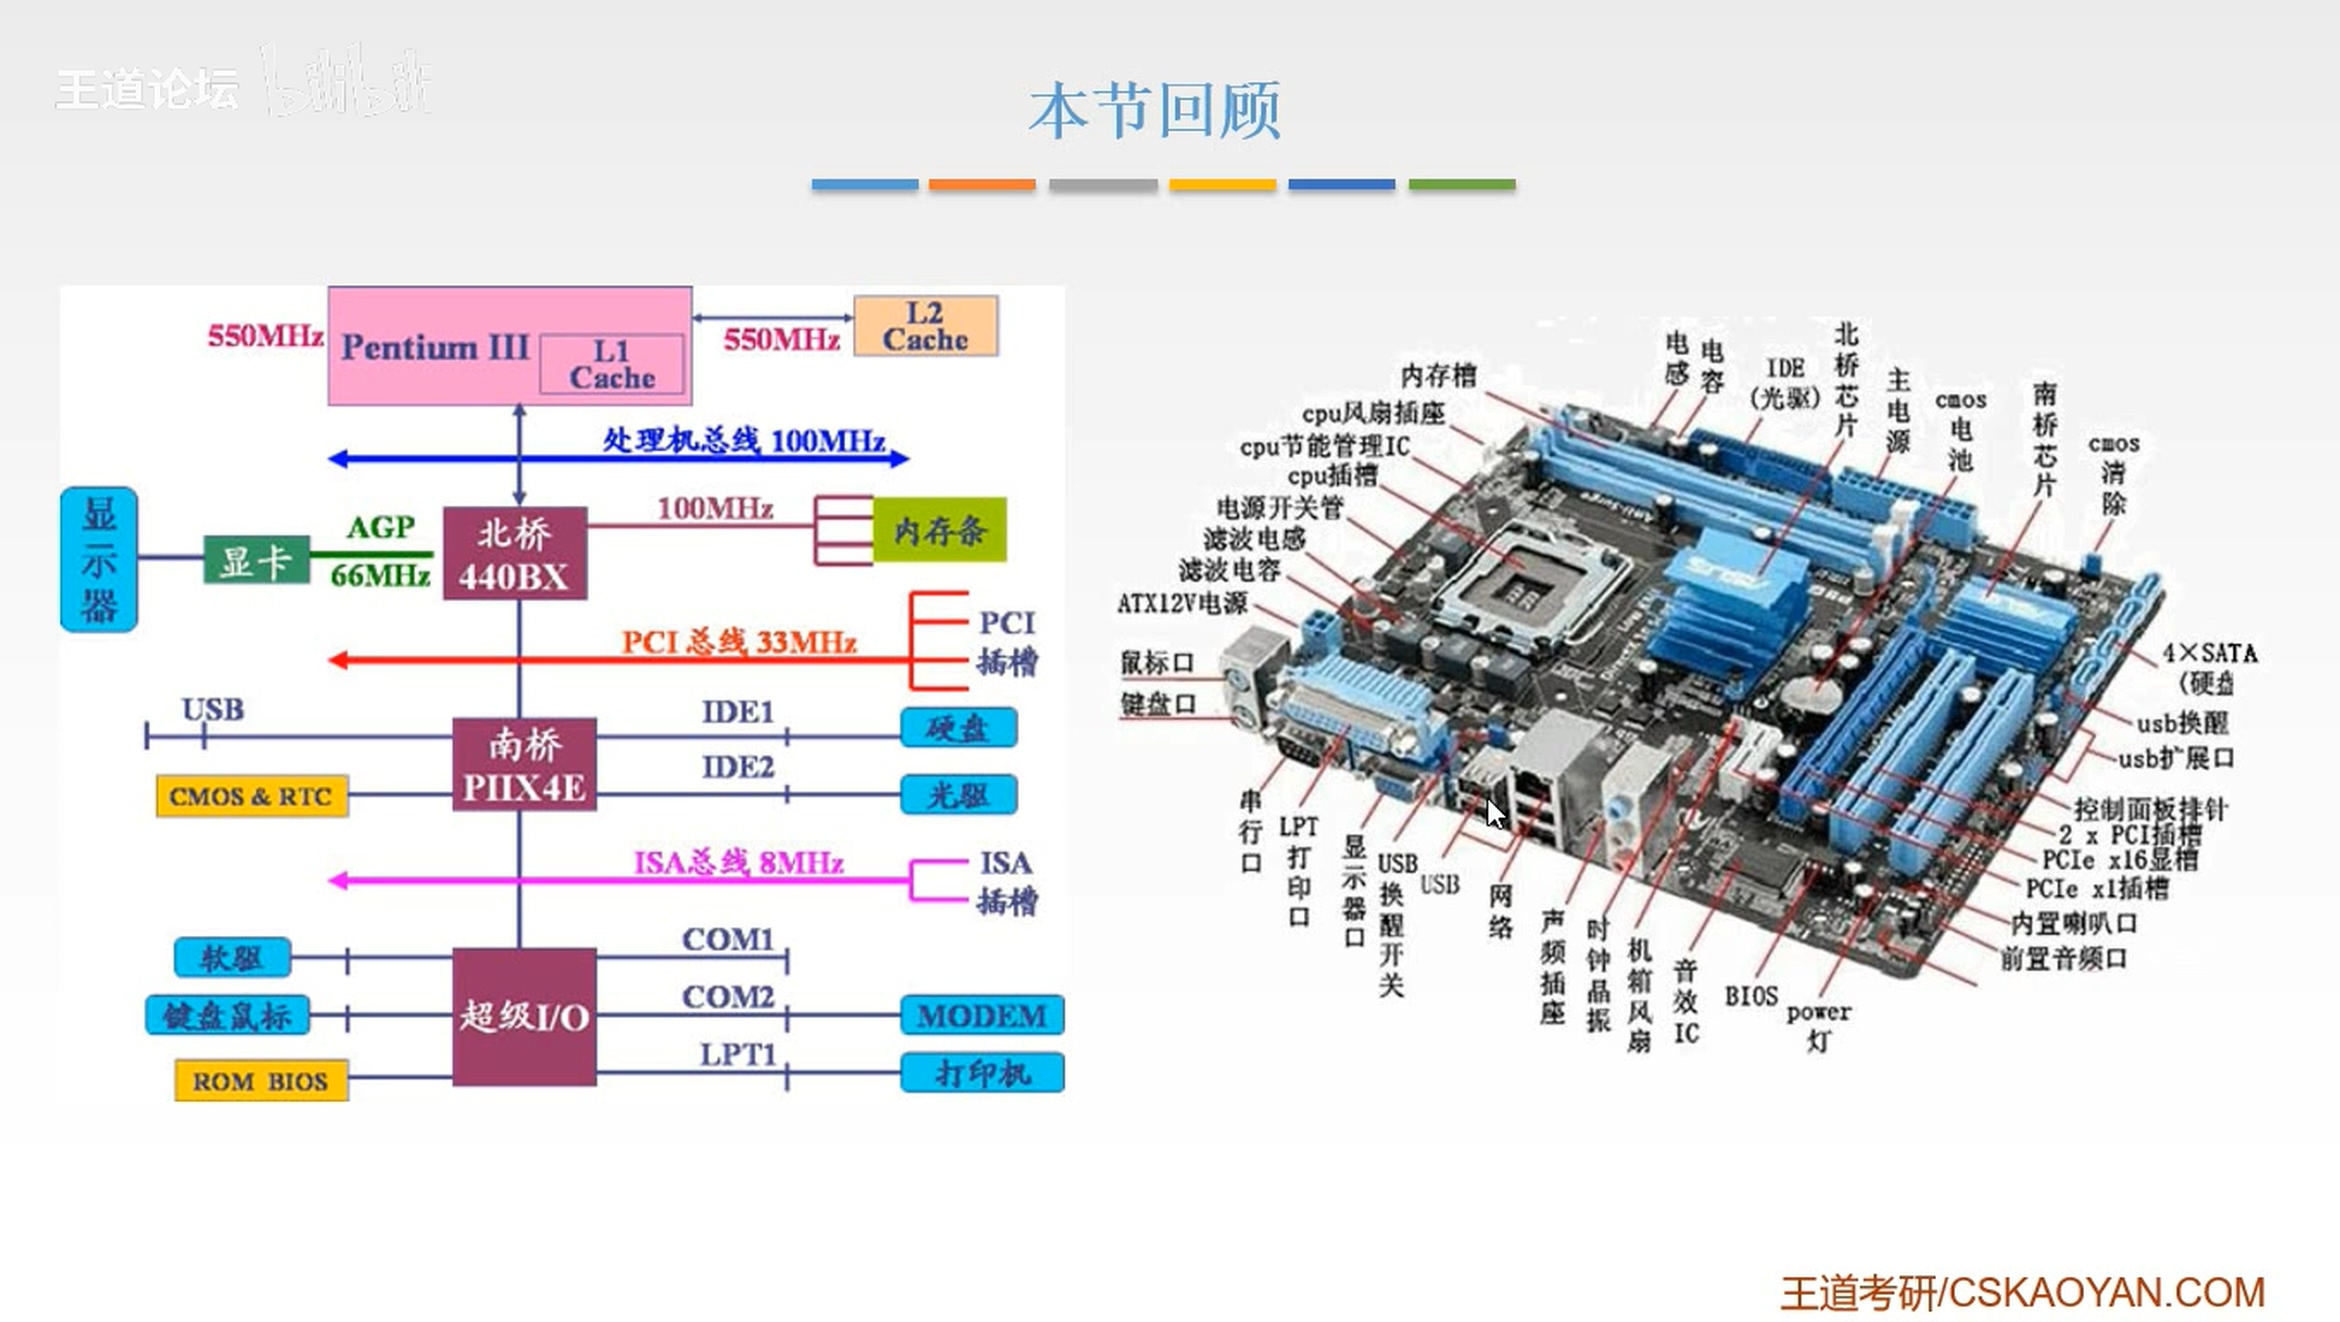 王道论坛 bilibili
本节回顾
550MHz
Pentium III
L1
Cache
550MHz
L2
Cache
处理机总线 100MHz
显示器
显卡
AGP
66MHz
北桥
440BX
100MHz
内存条
PCI 总线 33MHz
PCI
插槽
USB
南桥
PIIX4E
IDE1
硬盘
CMOS & RTC
IDE2
光驱
ISA总线 8MHz
ISA
插槽
软驱
COM1
键盘鼠标
超级I/O
COM2
MODEM
ROM BIOS
LPT1
打印机
内存槽
cpu风扇插座
cpu节能管理IC
cpu插槽
电源开关管
滤波电感
滤波电容
ATX12V电源
鼠标口
键盘口
电感
电容
IDE
(光驱)
北桥芯片
主电源
cmos电池
南桥芯片
cmos清除
4×SATA
(硬盘
usb换醒
usb扩展口
控制面板排针
2 x PCI插槽
PCIe x16显槽
PCIe x1插槽
内置喇叭口
前置音频口
串行口
LPT打印口
显示器口
USB换醒开关
USB
网络
声频插座
时钟晶振
机箱风扇
音效IC
BIOS
power灯
王道考研/CSKAOYAN.COM